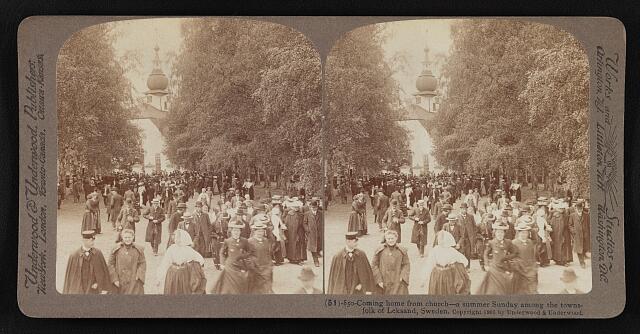 Underwood & Underwood, Publishers.
New York, London, Toronto-Canada, Ottawa-Kansas.
Works and Studios
Arlington, N.J. Littleton, N.H. Washington, D.C.
(51)-850-Coming home from church—a summer Sunday among the towns-
folk of Leksand, Sweden. Copyright 1905 by Underwood & Underwood.